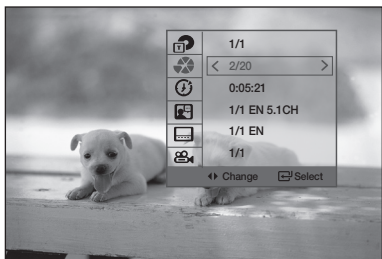 1/1
< 2/20 >
0:05:21
1/1 EN 5.1CH
1/1 EN
1/1
Change Select